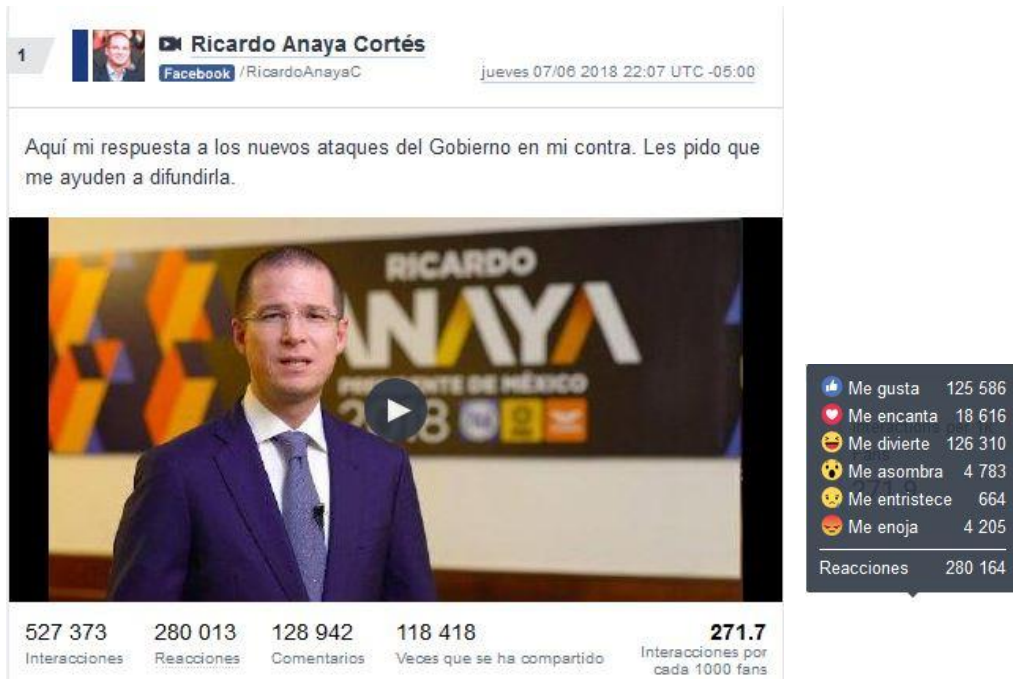 1
Ricardo Anaya Cortés
Facebook /RicardoAnayaC
jueves 07/06 2018 22:07 UTC -05:00
Aquí mi respuesta a los nuevos ataques del Gobierno en mi contra. Les pido que
me ayuden a difundirla.
RICARDO
ANAYA
PRESIDENTE DE MÉXICO
2018
Me gusta 125 586
Me encanta 18 616
Me divierte 126 310
Me asombra 4 783
Me entristece 664
Me enoja 4 205
Reacciones 280 164
527 373
Interacciones
280 013
Reacciones
128 942
Comentarios
118 418
Veces que se ha compartido
271.7
Interacciones por
cada 1000 fans